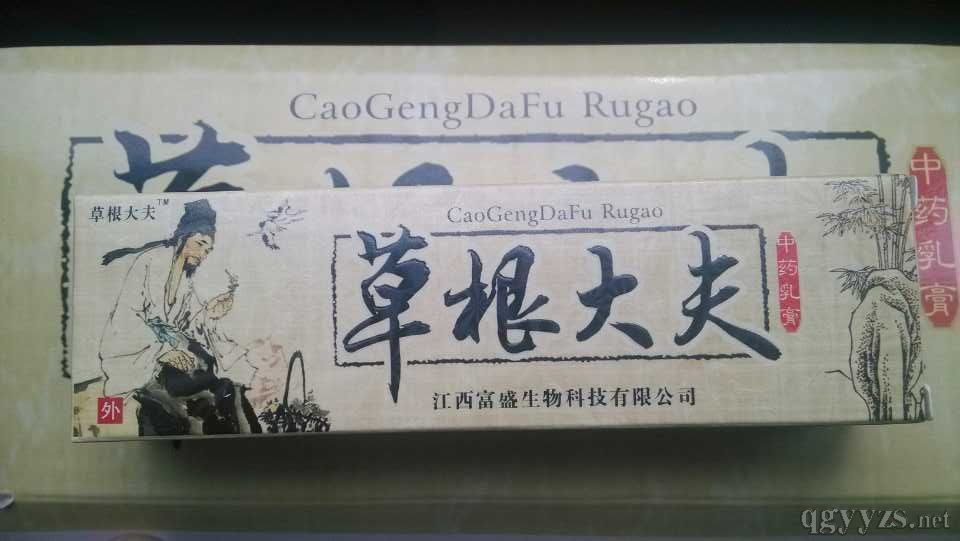 CaoGengDaFu Rugao
中药乳膏
草根大夫™
CaoGengDaFu Rugao
草根大夫
中药乳膏
江西富盛生物科技有限公司
外
qgyyzs.net